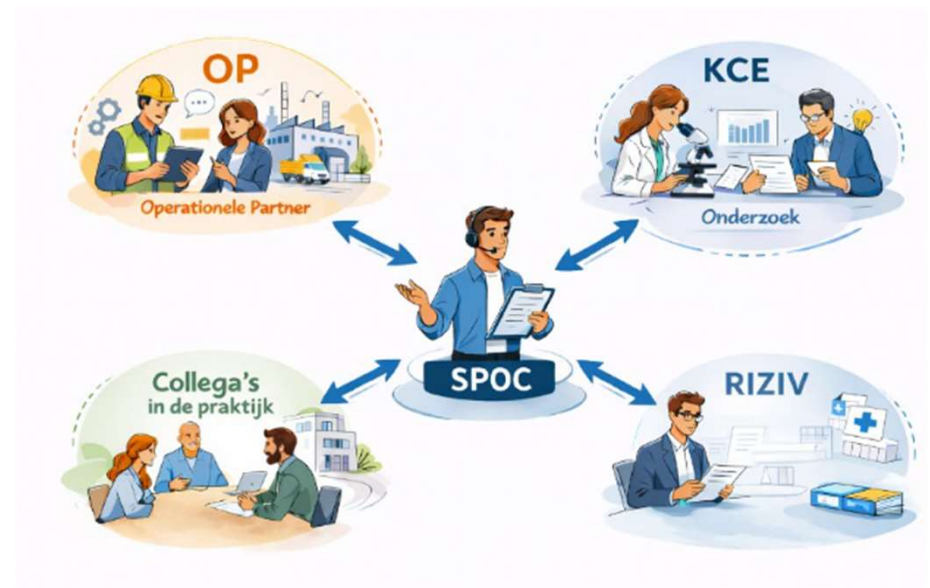 OP
Operationele Partner
KCE
Onderzoek
SPOC
Collega's
in de praktijk
RIZIV